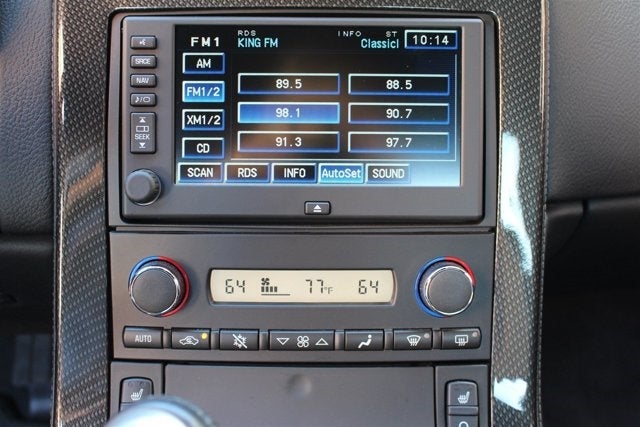 RDS INFO ST
FM1 KING FM Classicl 10:14
SRCE
AM
NAV
FM1/2
89.5 88.5
98.1 90.7
91.3 97.7
XM1/2
SEEK
CD
SCAN RDS INFO AutoSet SOUND
64 77°F 64
AUTO